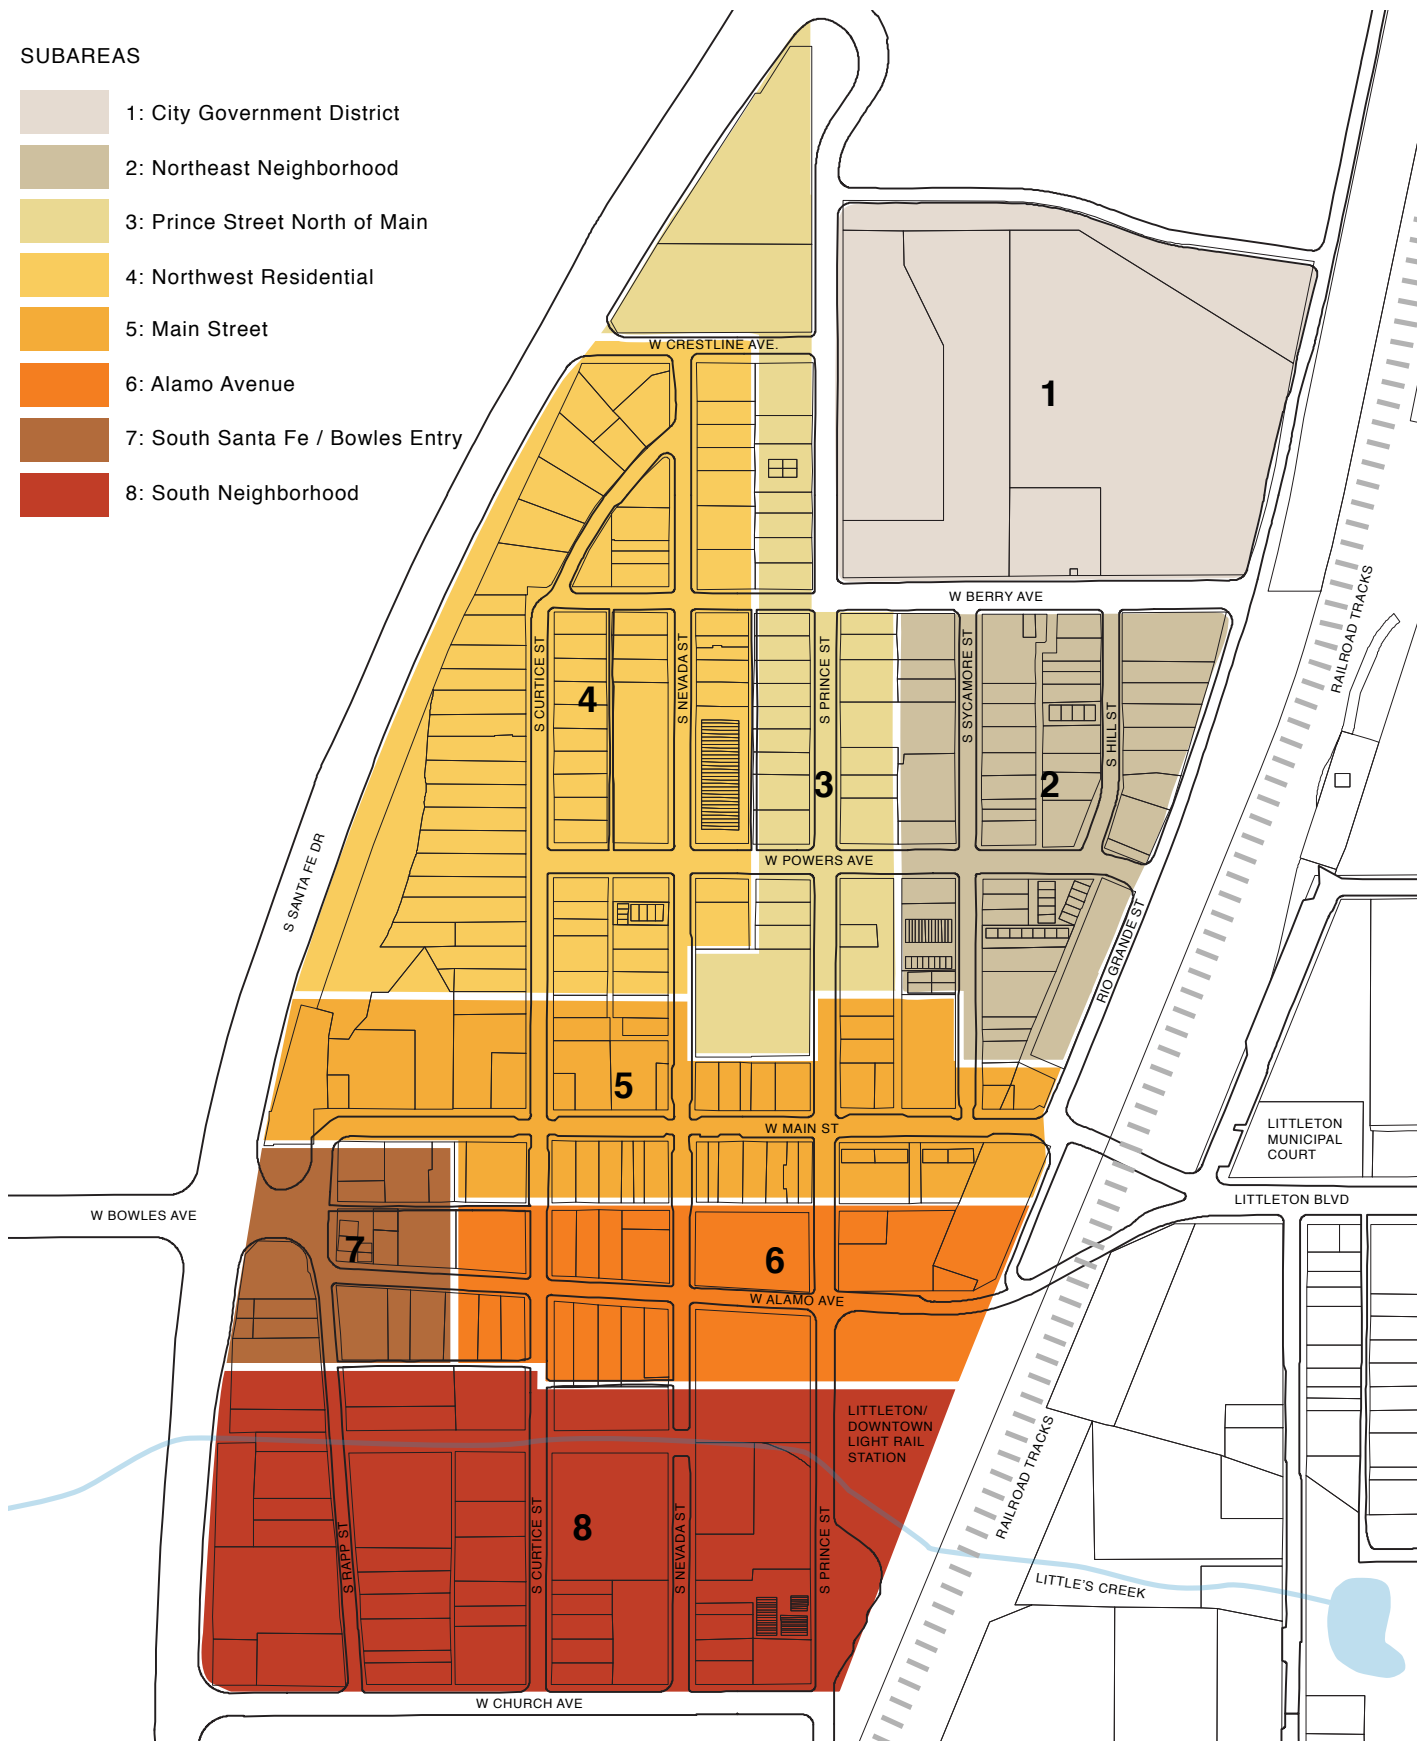 SUBAREAS
1: City Government District
2: Northeast Neighborhood
3: Prince Street North of Main
4: Northwest Residential
5: Main Street
6: Alamo Avenue
7: South Santa Fe / Bowles Entry
8: South Neighborhood
W CRESTLINE AVE.
1
W BERRY AVE
RAILROAD TRACKS
S CURTICE ST
S NEVADA ST
S PRINCE ST
S SYCAMORE ST
S HILL ST
4
3
2
W POWERS AVE
S SANTA FE DR
RIO GRANDE ST
5
W MAIN ST
LITTLETON
MUNICIPAL
COURT
LITTLETON BLVD
W BOWLES AVE
7
6
W ALAMO AVE
LITTLETON/
DOWNTOWN
LIGHT RAIL
STATION
RAILROAD TRACKS
S RAPP ST
S CURTICE ST
8
S NEVADA ST
S PRINCE ST
LITTLE'S CREEK
W CHURCH AVE